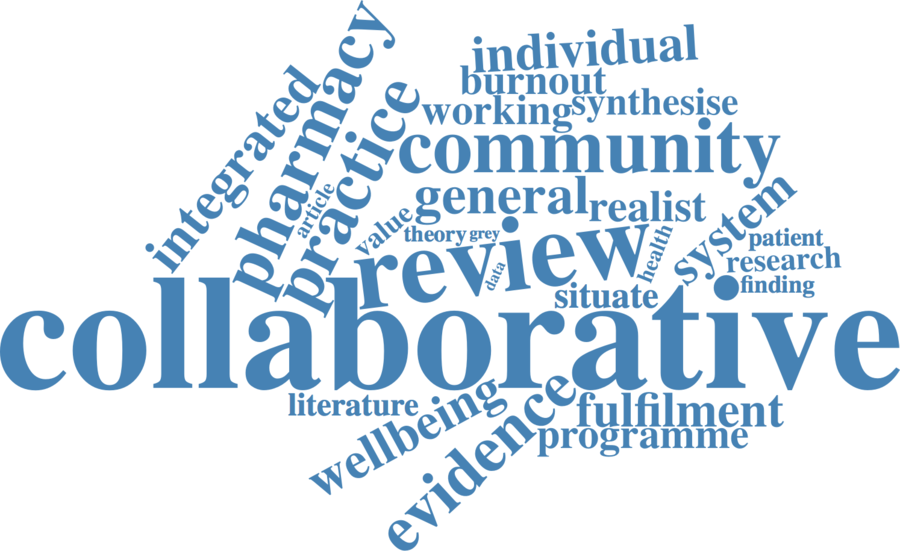 individual
burnout
working
synthesise
community
integrated
pharmacy
practice
article
general
realist
value
theory
grey
review
data
health
system
patient
research
finding
situate
collaborative
literature
wellbeing
evidence
fulfilment
programme